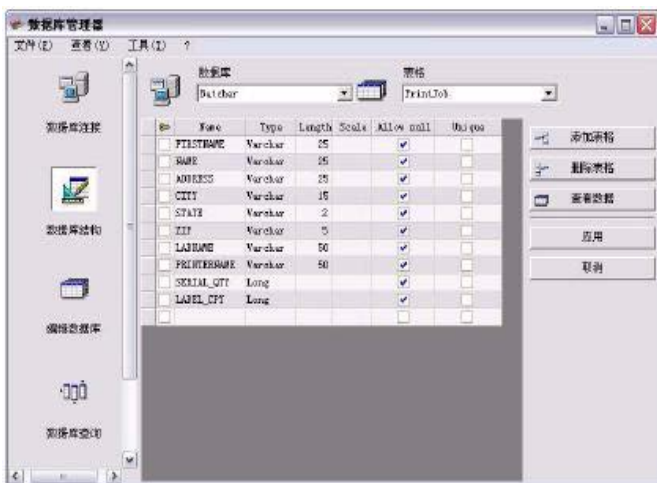 数据库管理器
文件(F) 查看(V) 工具(T) ?
数据库连接
数据库结构
编辑数据库
数据库查询
数据库
Batcher
表格
PrintJob
Name Type Length Scale Allow null Unique
FIRSTNAME Varchar 25
NAME Varchar 25
ADDRESS Varchar 25
CITY Varchar 15
STATE Varchar 2
ZIP Varchar 5
LABNAME Varchar 50
PRINTERNAME Varchar 50
SERIAL_QTY Long
LABEL_CPY Long
添加表格
删除表格
查看数据
应用
取消